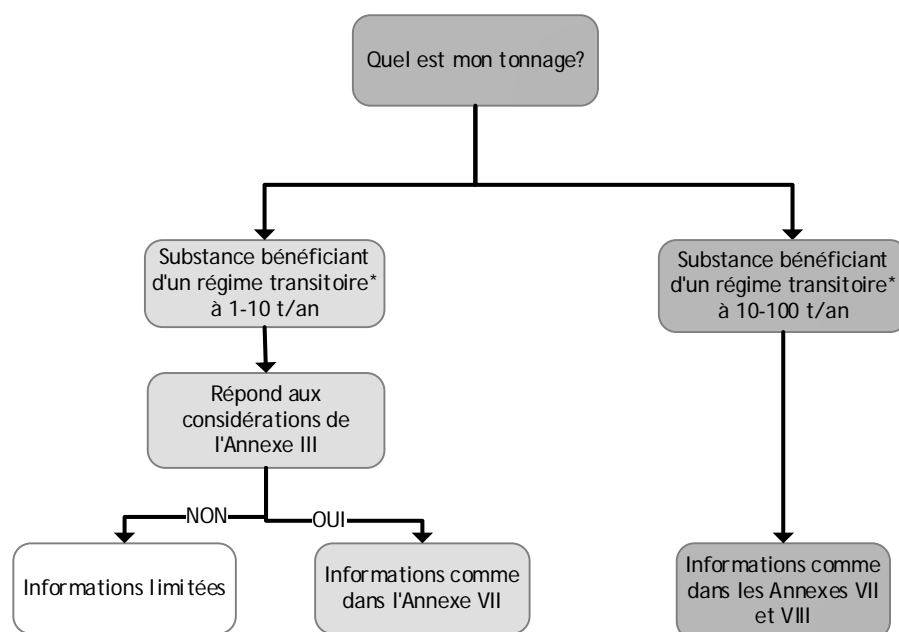 Quel est mon tonnage?
Substance bénéficiant
d'un régime transitoire*
à 1-10 t/an
Substance bénéficiant
d'un régime transitoire*
à 10-100 t/an
Répond aux
considérations de
l'Annexe III
NON
OUI
Informations limitées
Informations comme
dans l'Annexe VII
Informations comme
dans les Annexes VII
et VIII